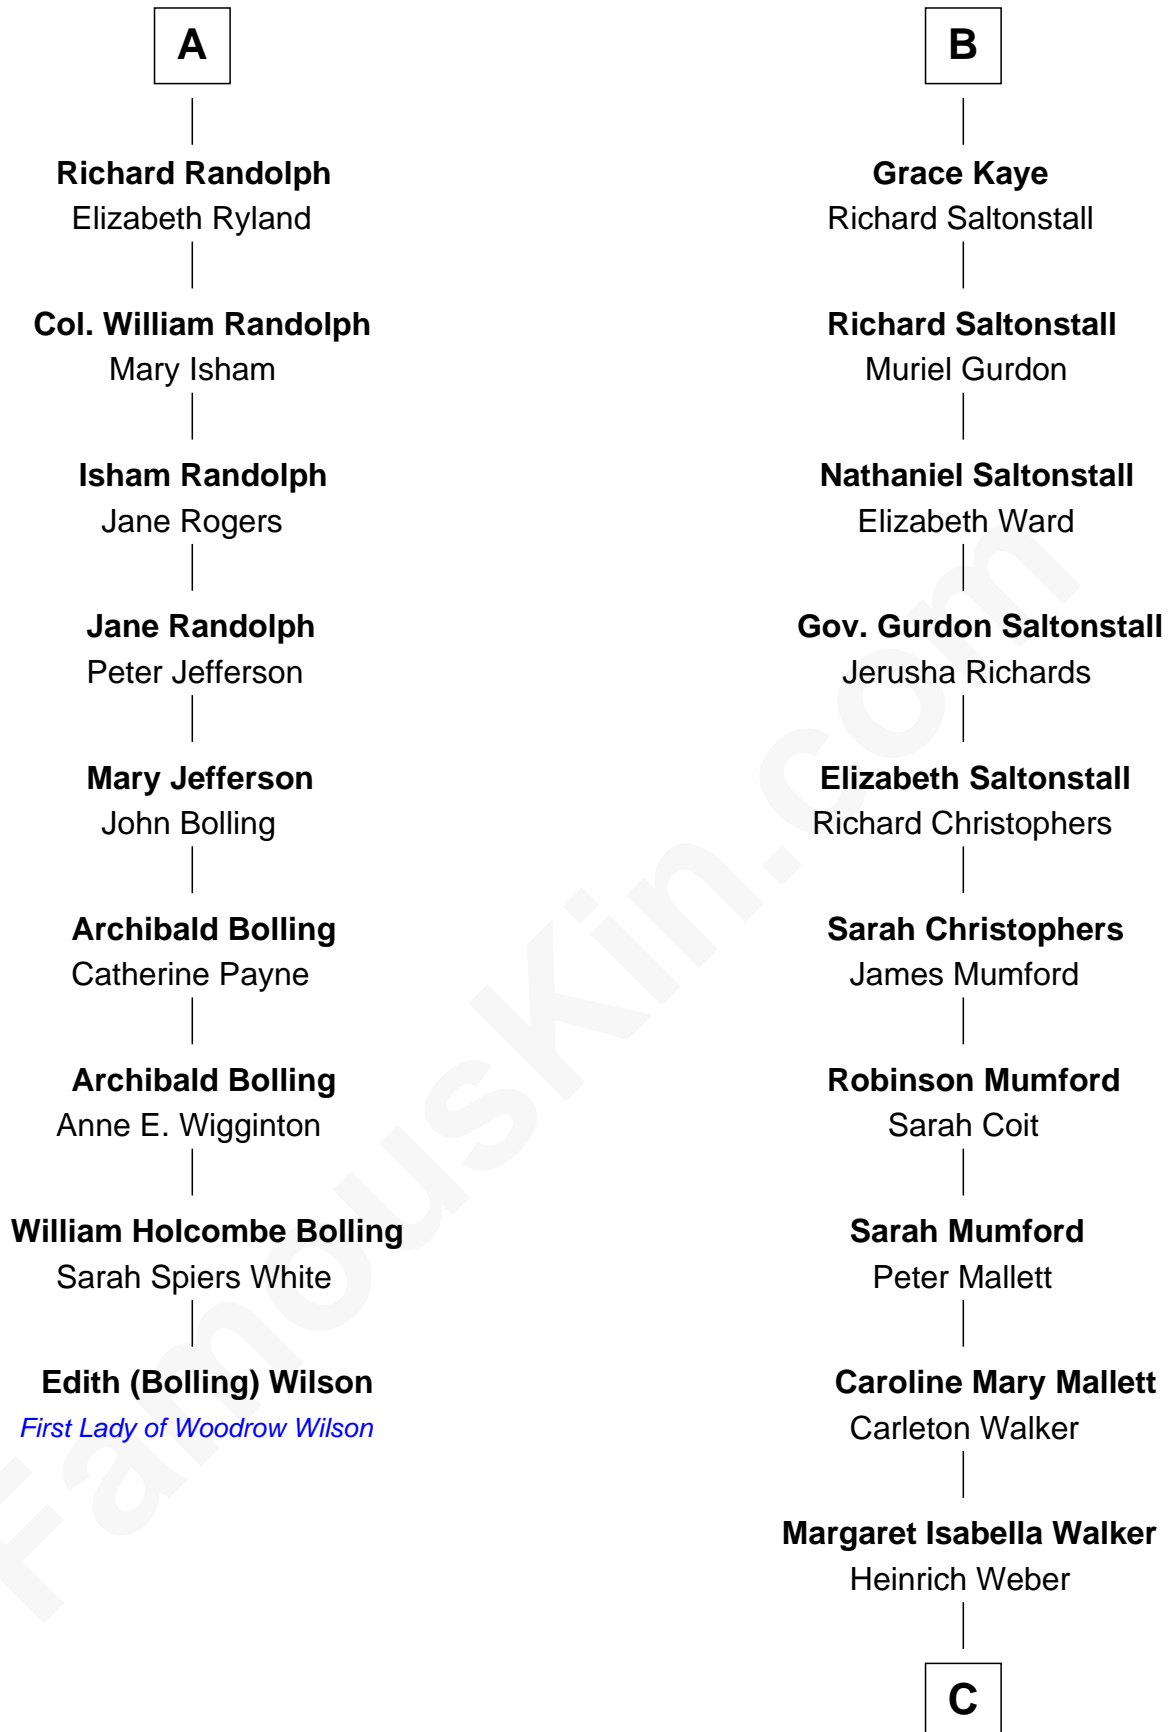 A
Richard Randolph
Elizabeth Ryland
Col. William Randolph
Mary Isham
Isham Randolph
Jane Rogers
Jane Randolph
Peter Jefferson
Mary Jefferson
John Bolling
Archibald Bolling
Catherine Payne
Archibald Bolling
Anne E. Wigginton
William Holcombe Bolling
Sarah Spiers White
Edith (Bolling) Wilson
First Lady of Woodrow Wilson
B
Grace Kaye
Richard Saltonstall
Richard Saltonstall
Muriel Gurdon
Nathaniel Saltonstall
Elizabeth Ward
Gov. Gurdon Saltonstall
Jerusha Richards
Elizabeth Saltonstall
Richard Christophers
Sarah Christophers
James Mumford
Robinson Mumford
Sarah Coit
Sarah Mumford
Peter Mallett
Caroline Mary Mallett
Carleton Walker
Margaret Isabella Walker
Heinrich Weber
C
FamousKin.com